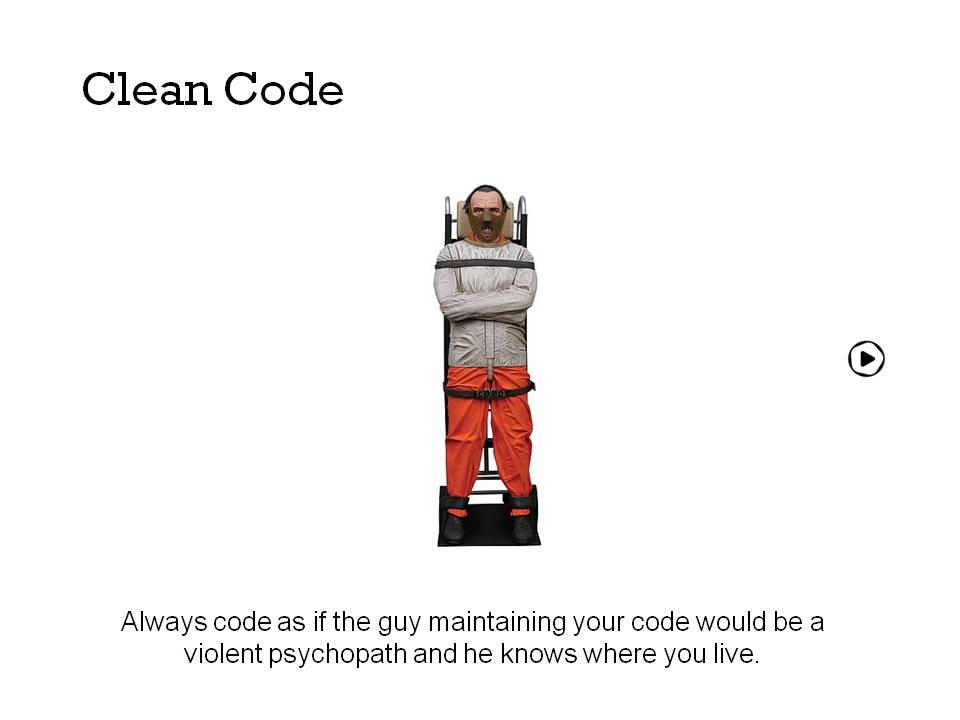 Clean Code
Always code as if the guy maintaining your code would be a
violent psychopath and he knows where you live.